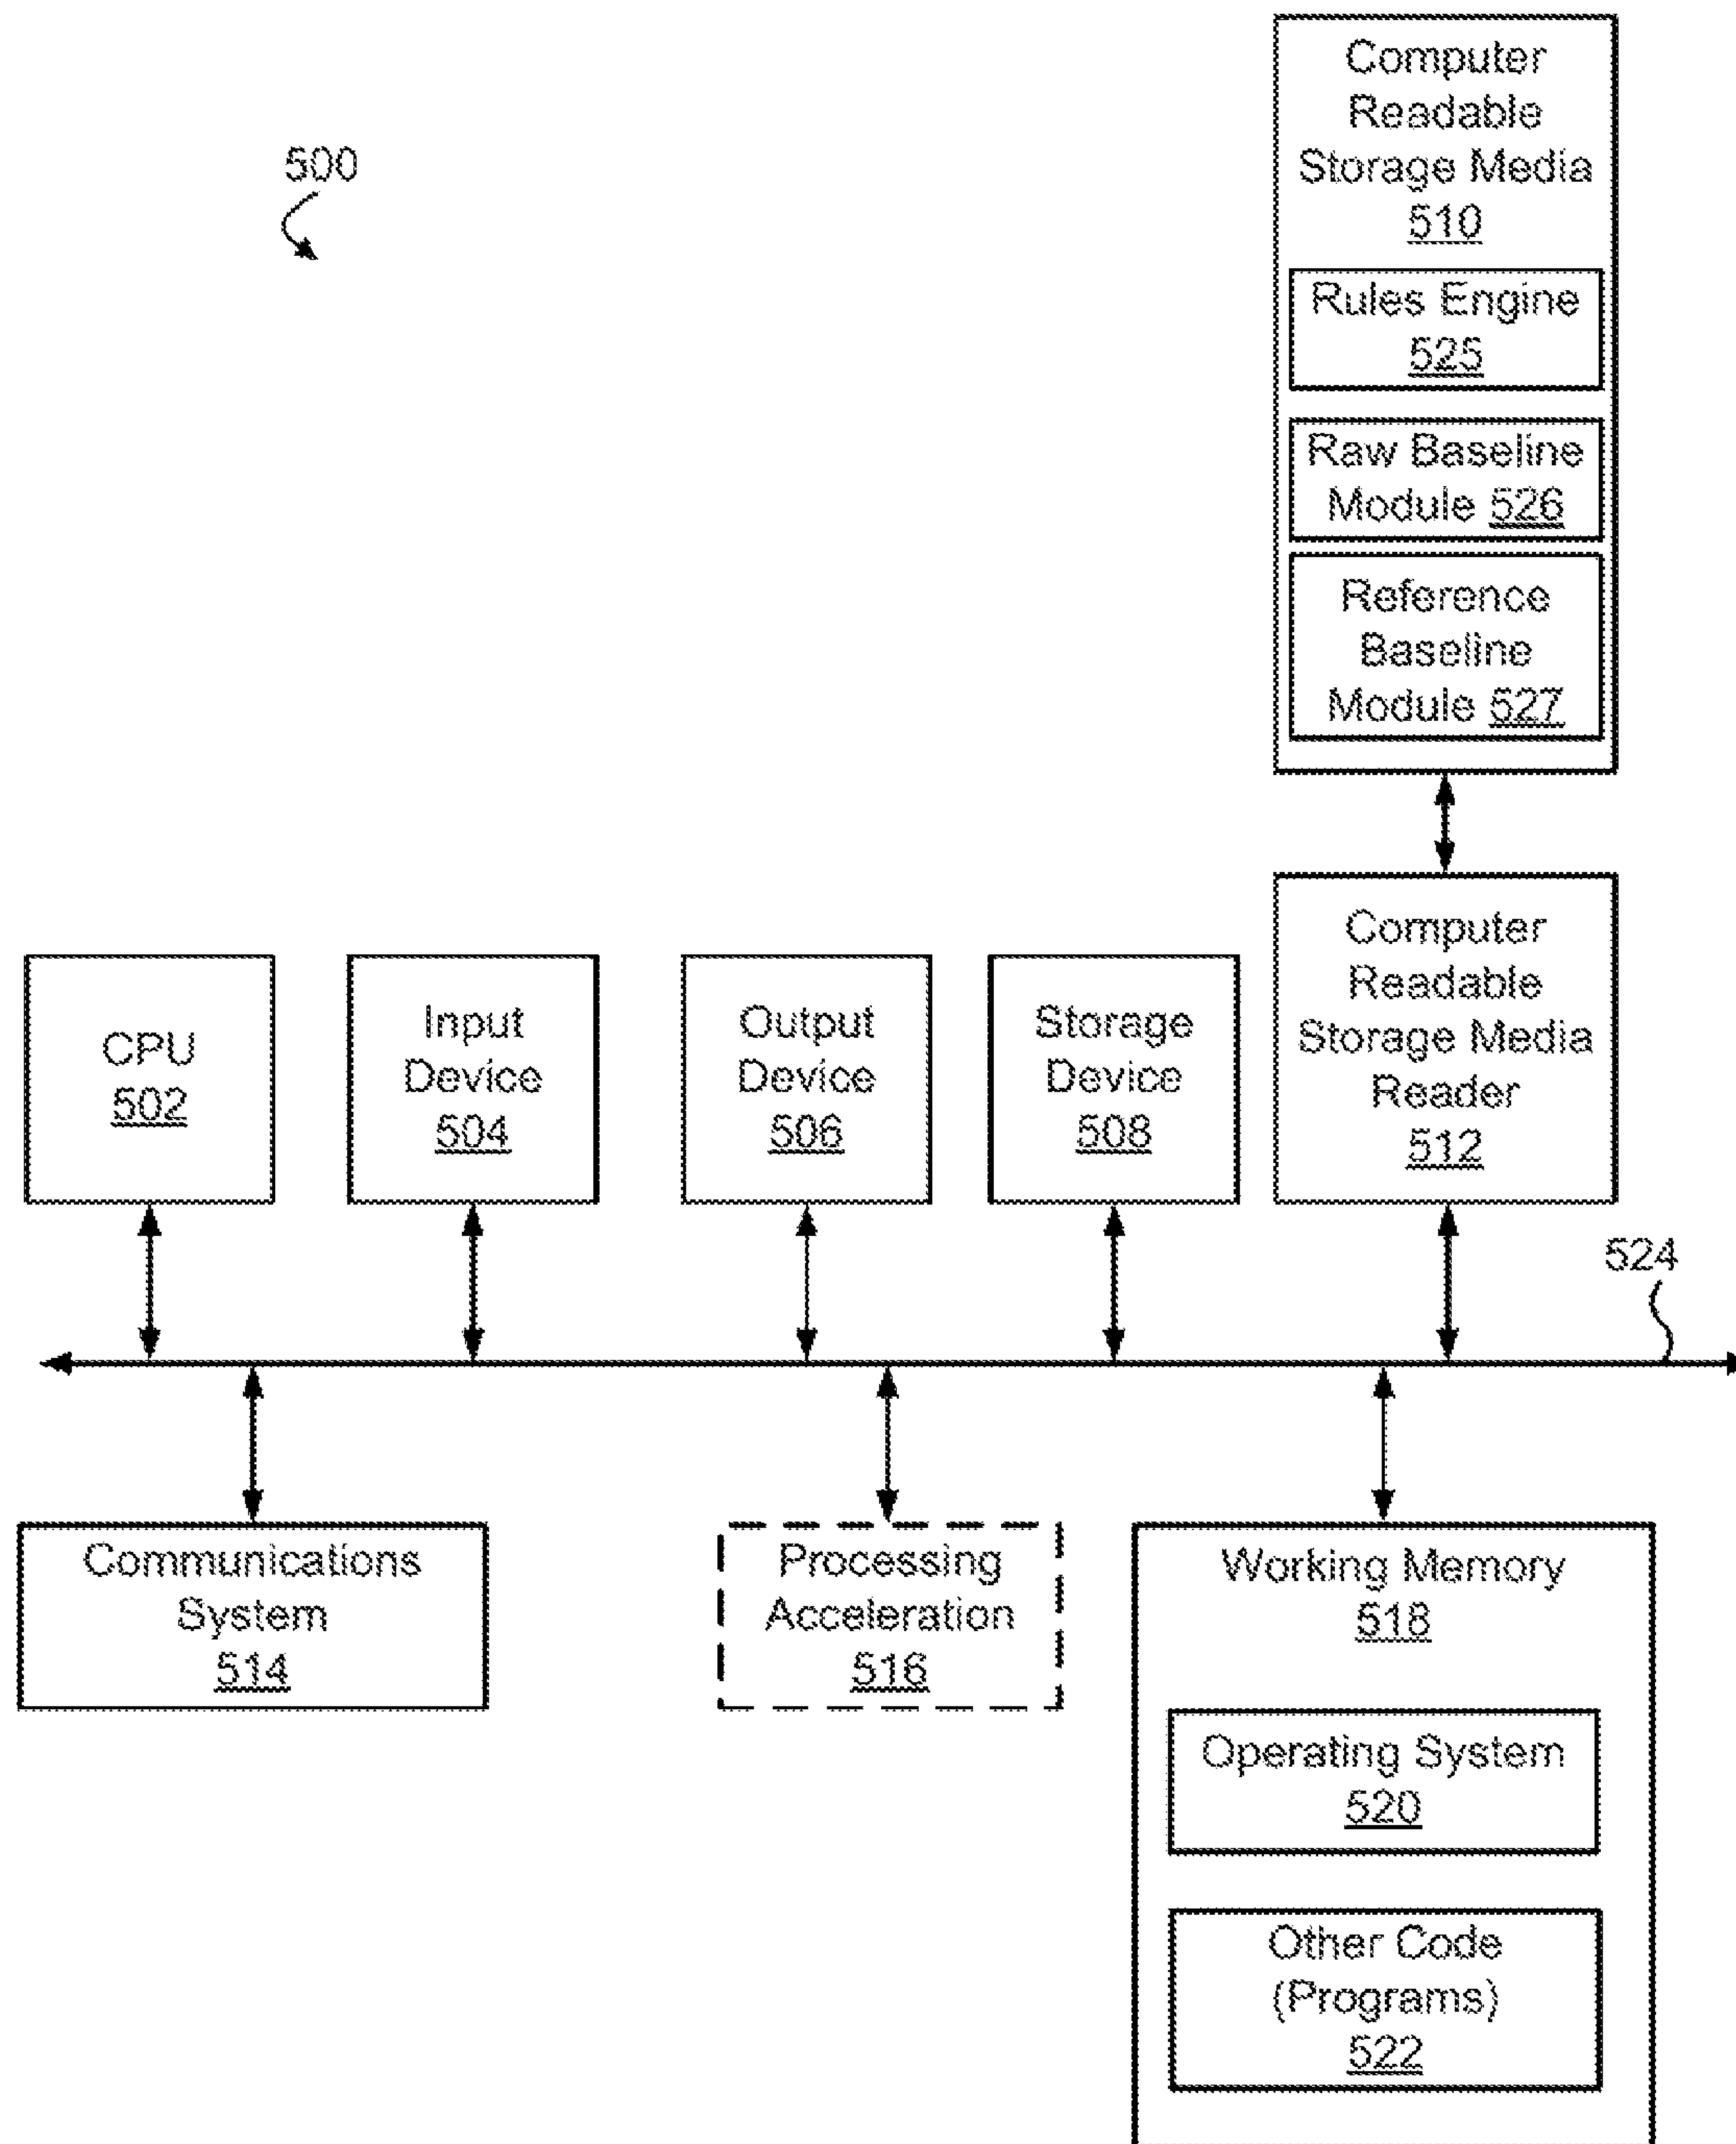 500
Computer
Readable
Storage Media
510
Rules Engine
525
Raw Baseline
Module 526
Reference
Baseline
Module 527
CPU
502
Input
Device
504
Output
Device
506
Storage
Device
508
Computer
Readable
Storage Media
Reader
512
524
Communications
System
514
Processing
Acceleration
516
Working Memory
518
Operating System
520
Other Code
(Programs)
522